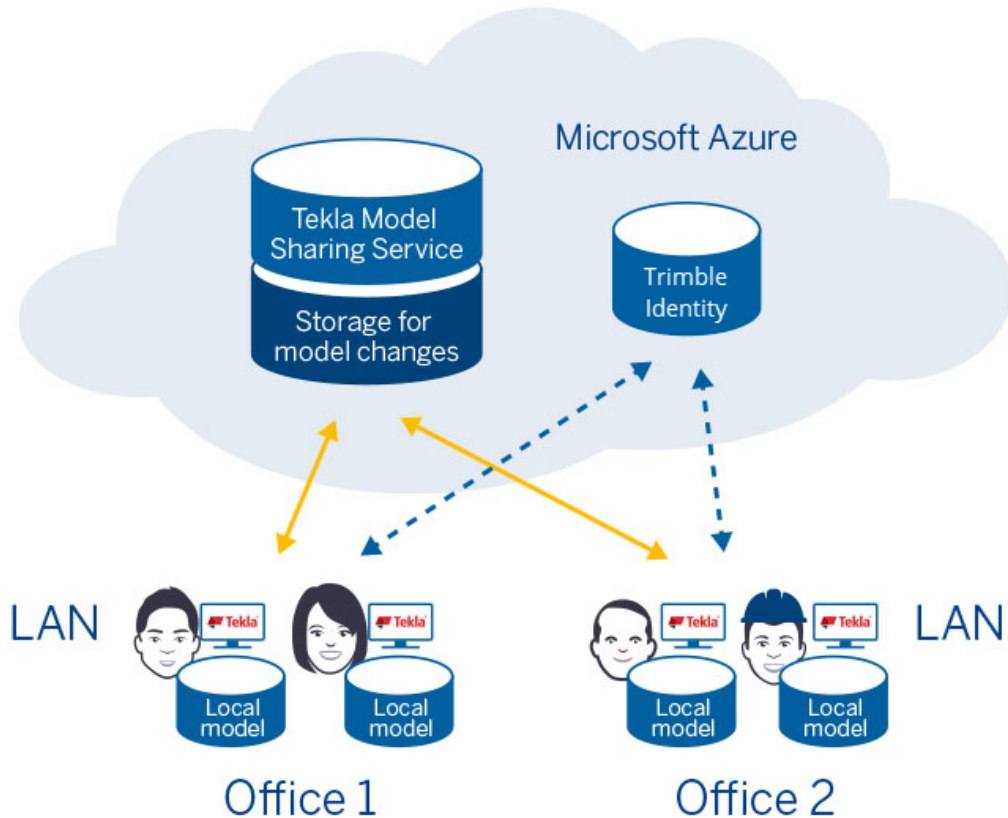 Microsoft Azure
Tekla Model
Sharing Service
Storage for
model changes
Trimble
Identity
LAN
Tekla
Tekla
Tekla
Tekla
LAN
Local
model
Local
model
Local
model
Local
model
Office 1
Office 2